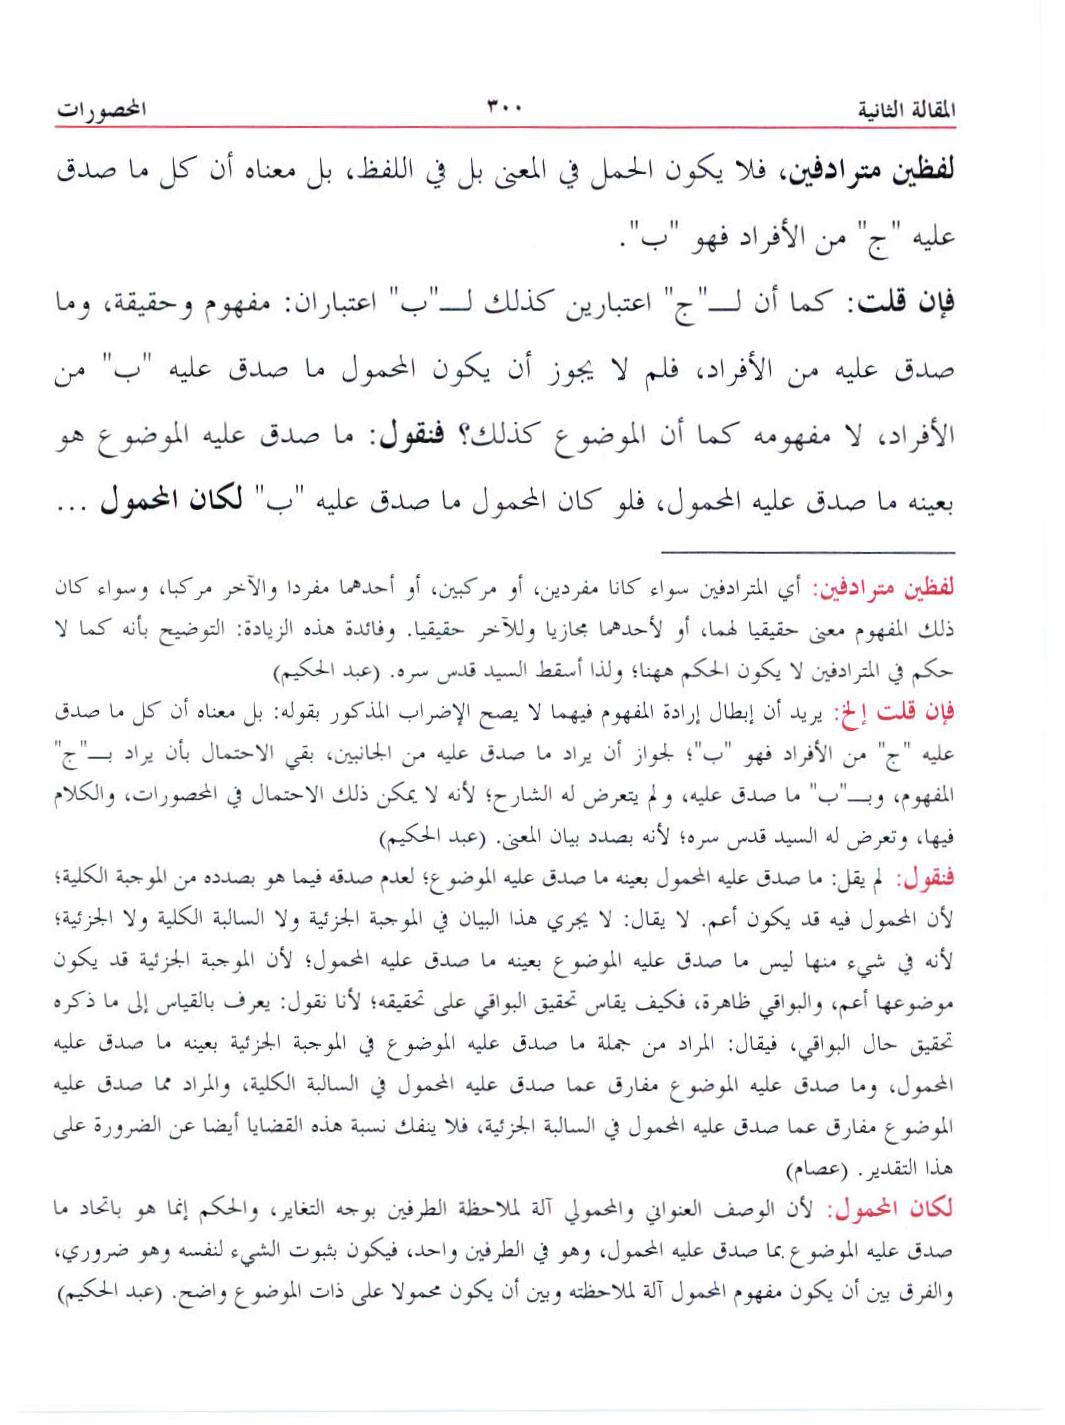 المقالة الثانية ٣٠٠ المحصورات
لفظين مترادفين، فلا يكون الحمل في المعنى بل في اللفظ، بل معناه أن كل ما صدق
عليه "ج" من الأفراد فهو "ب".
فإن قلت: كما أن لــ"ج" اعتبارين كذلك لــ"ب" اعتباران: مفهوم وحقيقة، وما
صدق عليه من الأفراد، فلم لا يجوز أن يكون المحمول ما صدق عليه "ب" من
الأفراد، لا مفهومه كما أن الموضوع كذلك؟ فنقول: ما صدق عليه الموضوع هو
بعينه ما صدق عليه المحمول، فلو كان المحمول ما صدق عليه "ب" لكان المحمول ...
لفظين مترادفين: أي المترادفين سواء كانا مفردين، أو مركبين، أو أحدهما مفردا والآخر مركبا، وسواء كان
ذلك المفهوم معنى حقيقيا لهما، أو لأحدهما مجازيا وللآخر حقيقيا. وفائدة هذه الزيادة: التوضيح بأنه كما لا
حكم في المترادفين لا يكون الحكم ههنا؛ ولذا أسقط السيد قدس سره. (عبد الحكيم)
فإن قلت إلخ: يريد أن إبطال إرادة المفهوم فيهما لا يصح الإضراب المذكور بقوله: بل معناه أن كل ما صدق
عليه "ج" من الأفراد فهو "ب"؛ لجواز أن يراد ما صدق عليه من الجانبين، بقي الاحتمال بأن يراد بــ"ج"
المفهوم، وبــ"ب" ما صدق عليه، ولم يتعرض له الشارح؛ لأنه لا يمكن ذلك الاحتمال في المحصورات، والكلام
فيها، وتعرض له السيد قدس سره؛ لأنه بصدد بيان المعنى. (عبد الحكيم)
فنقول: لم يقل: ما صدق عليه المحمول بعينه ما صدق عليه الموضوع؛ لعدم صدقه فيما هو بصدده من الموجبة الكلية؛
لأن المحمول فيه قد يكون أعم. لا يقال: لا يجري هذا البيان في الموجبة الجزئية ولا السالبة الكلية ولا الجزئية؛
لأنه في شيء منها ليس ما صدق عليه الموضوع بعينه ما صدق عليه المحمول؛ لأن الموجبة الجزئية قد يكون
موضوعها أعم، والبواقي ظاهرة، فكيف يقاس تحقيق البواقي على تحقيقه؛ لأنا نقول: يعرف بالقياس إلى ما ذكره
تحقيق حال البواقي، فيقال: المراد من جملة ما صدق عليه الموضوع في الموجبة الجزئية بعينه ما صدق عليه
المحمول، وما صدق عليه الموضوع مفارق عما صدق عليه المحمول في السالبة الكلية، والمراد مما صدق عليه
الموضوع مفارق عما صدق عليه المحمول في السالبة الجزئية، فلا ينفك نسبة هذه القضايا أيضا عن الضرورة على
هذا التقدير. (عصام)
لكان المحمول: لأن الوصف العنواني والمحمولي آلة لملاحظة الطرفين بوجه التغاير، والحكم إنما هو باتحاد ما
صدق عليه الموضوع بما صدق عليه المحمول، وهو في الطرفين واحد، فيكون بثبوت الشيء لنفسه وهو ضروري،
والفرق بين أن يكون مفهوم المحمول آلة لملاحظته وبين أن يكون محمولا على ذات الموضوع واضح. (عبد الحكيم)